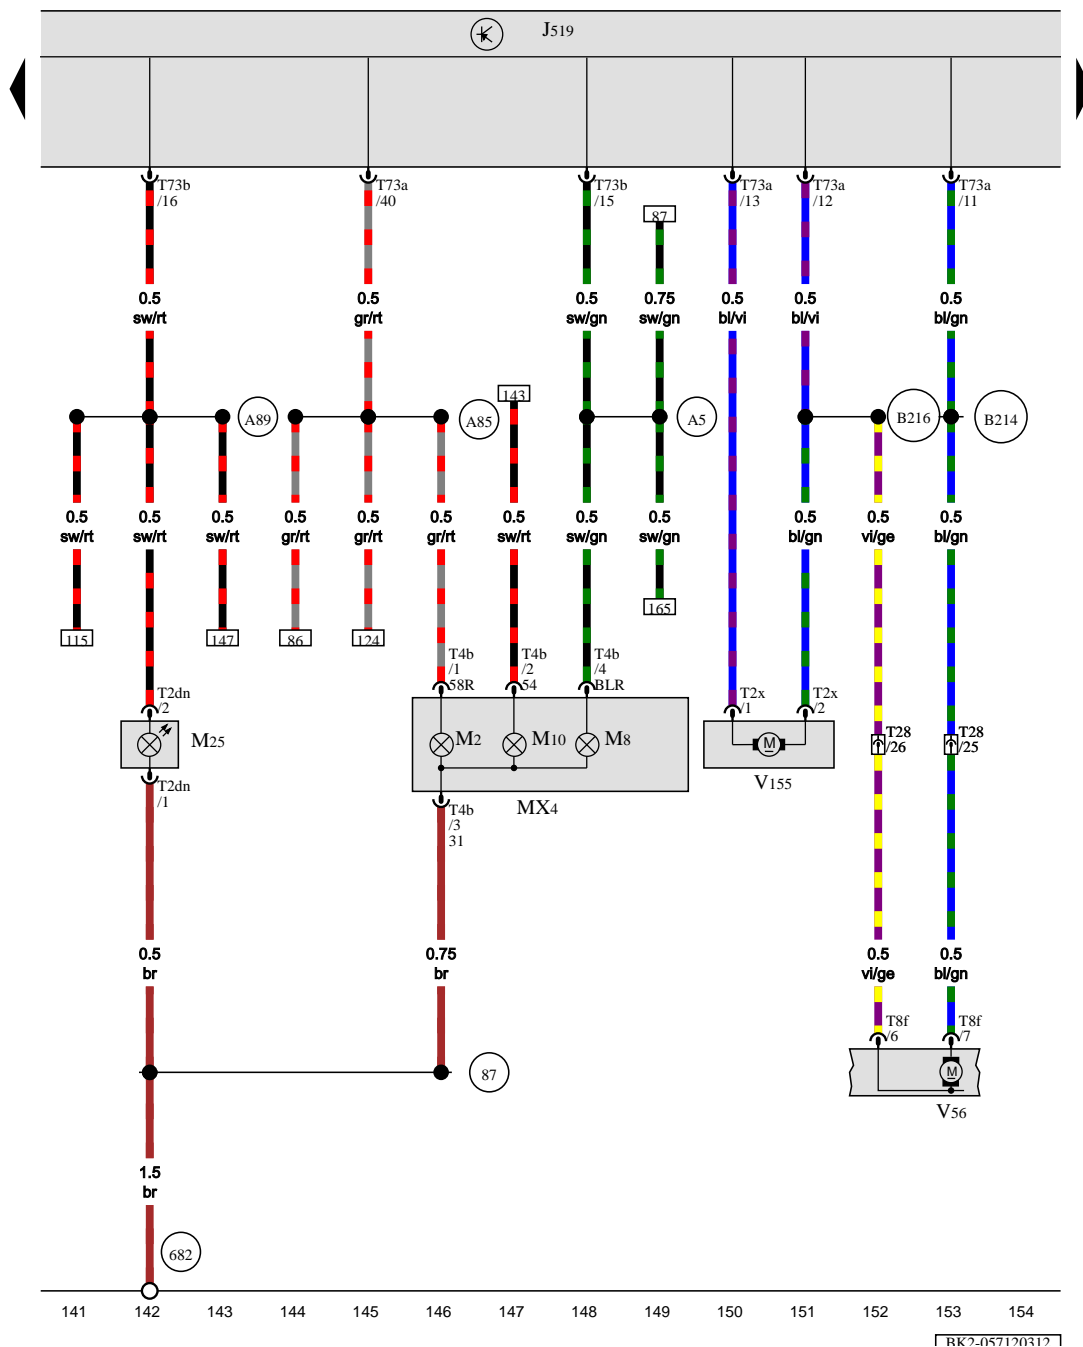 J519
T73b
/16
T73a
/40
T73b
/15
T73a
/13
T73a
/12
T73a
/11
87
0.5
sw/rt
0.5
gr/rt
0.5
sw/gn
0.75
sw/gn
0.5
bl/vi
0.5
bl/vi
0.5
bl/gn
A89
A85
143
A5
B216
B214
0.5
sw/rt
0.5
sw/rt
0.5
sw/rt
0.5
gr/rt
0.5
gr/rt
0.5
gr/rt
0.5
sw/rt
0.5
sw/gn
0.5
sw/gn
0.5
bl/gn
0.5
vi/ge
0.5
bl/gn
115
147
86
124
165
T4b
/1
58R
T4b
/2
54
T4b
/4
BLR
T2dn
/2
T2x
/1
T2x
/2
M25
M2
M10
M8
M
T28
/26
T28
/25
T2dn
/1
MX4
V155
T4b
/3
31
0.5
br
0.75
br
0.5
vi/ge
0.5
bl/gn
T8f
/6
T8f
/7
87
M
V56
1.5
br
682
141 142 143 144 145 146 147 148 149 150 151 152 153 154
BK2-057120312